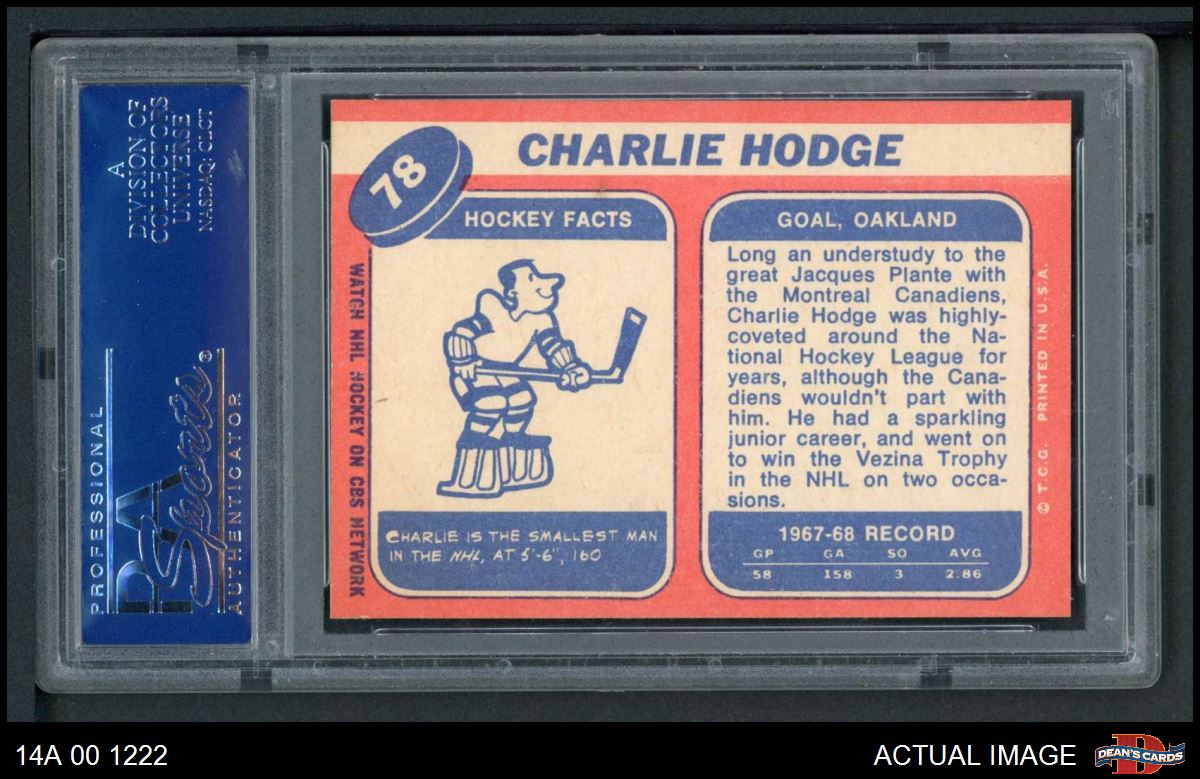 A
DIVISION OF
COLLECTORS
UNIVERSE
NASDAQ: CLCT
PROFESSIONAL
PSA
Sports®
AUTHENTICATOR
78
CHARLIE HODGE
HOCKEY FACTS
CHARLIE IS THE SMALLEST MAN
IN THE NHL, AT 5'-6", 160
WATCH NHL HOCKEY ON CBS NETWORK
GOAL, OAKLAND
Long an understudy to the
great Jacques Plante with
the Montreal Canadiens,
Charlie Hodge was highly-
coveted around the Na-
tional Hockey League for
years, although the Cana-
diens wouldn't part with
him. He had a sparkling
junior career, and went on
to win the Vezina Trophy
in the NHL on two occa-
sions.
1967-68 RECORD
GP GA SO AVG
58 158 3 2.86
© T.C.G. PRINTED IN U.S.A.
14A 00 1222
ACTUAL IMAGE
DEAN'S CARDS